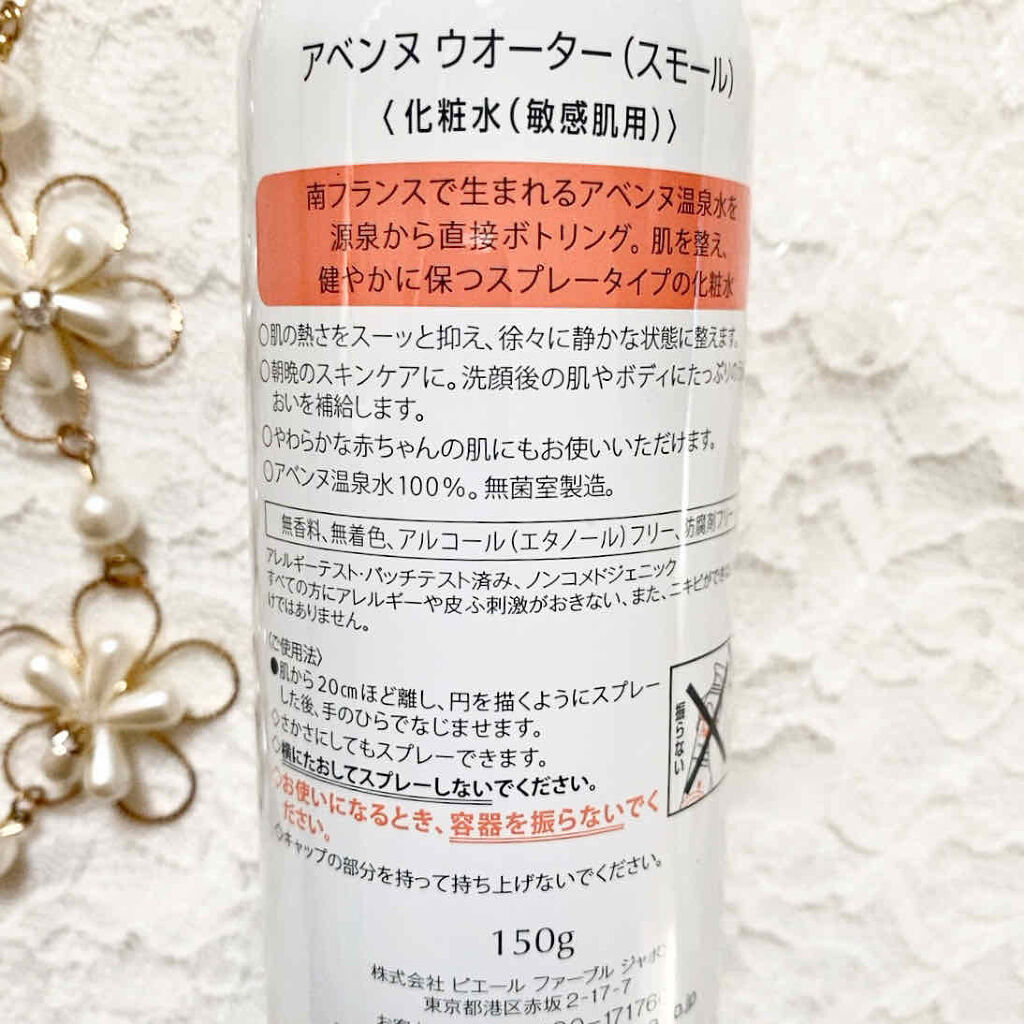 アベンヌ ウオーター(スモール)
〈化粧水(敏感肌用)〉
南フランスで生まれるアベンヌ温泉水を
源泉から直接ボトリング。肌を整え、
健やかに保つスプレータイプの化粧水
○肌の熱さをスーッと抑え、徐々に静かな状態に整えます。
○朝晩のスキンケアに。洗顔後の肌やボディにたっぷりのう
おいを補給します。
○やわらかな赤ちゃんの肌にもお使いいただけます。
○アベンヌ温泉水100%。無菌室製造。
無香料、無着色、アルコール(エタノール)フリー、防腐剤フリー
アレルギーテスト・パッチテスト済み、ノンコメドジェニック
すべての方にアレルギーや皮ふ刺激がおきない、また、ニキビができな
けではありません。
〈ご使用法〉
●肌から20cmほど離し、円を描くようにスプレー
した後、手のひらでなじませます。
◇さかさにしてもスプレーできます。
◇横にたおしてスプレーしないでください。
◇お使いになるとき、容器を振らないでく
ださい。
◇キャップの部分を持って持ち上げないでください。
振らない
150g
株式会社 ピエール ファーブル ジャポ
東京都港区赤坂2-17-7
お客
-17176
o.jp